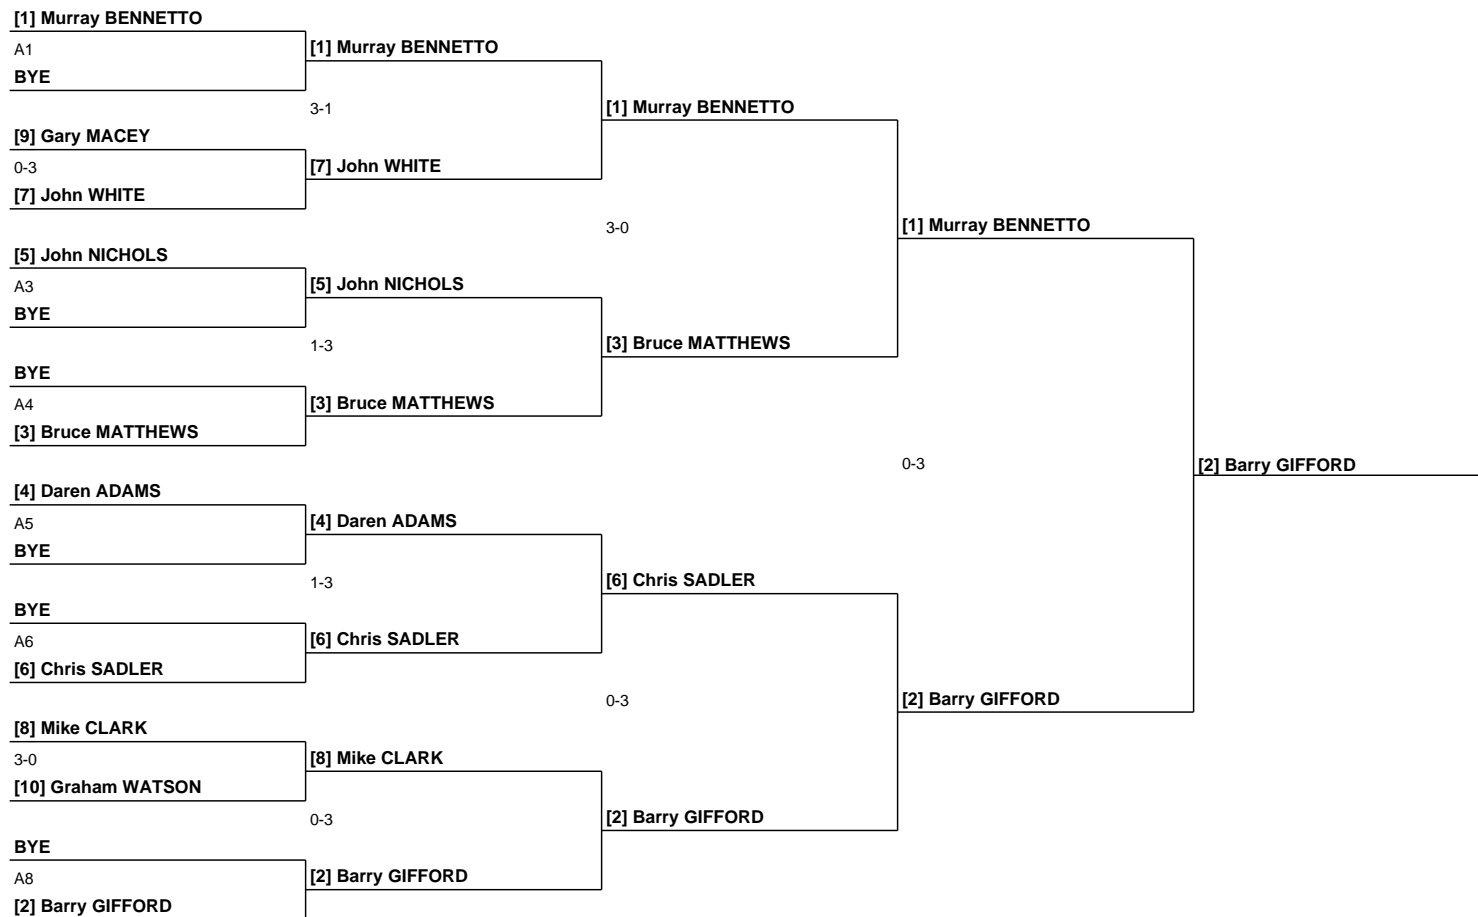 [1] Murray BENNETTO
A1
BYE
[9] Gary MACEY
0-3
[7] John WHITE
[5] John NICHOLS
A3
BYE
BYE
A4
[3] Bruce MATTHEWS
[4] Daren ADAMS
A5
BYE
BYE
A6
[6] Chris SADLER
[8] Mike CLARK
3-0
[10] Graham WATSON
BYE
A8
[2] Barry GIFFORD
[1] Murray BENNETTO
3-1
[7] John WHITE
[5] John NICHOLS
1-3
[3] Bruce MATTHEWS
[4] Daren ADAMS
1-3
[6] Chris SADLER
[8] Mike CLARK
0-3
[2] Barry GIFFORD
[1] Murray BENNETTO
3-0
[3] Bruce MATTHEWS
[6] Chris SADLER
0-3
[2] Barry GIFFORD
[1] Murray BENNETTO
0-3
[2] Barry GIFFORD
[2] Barry GIFFORD